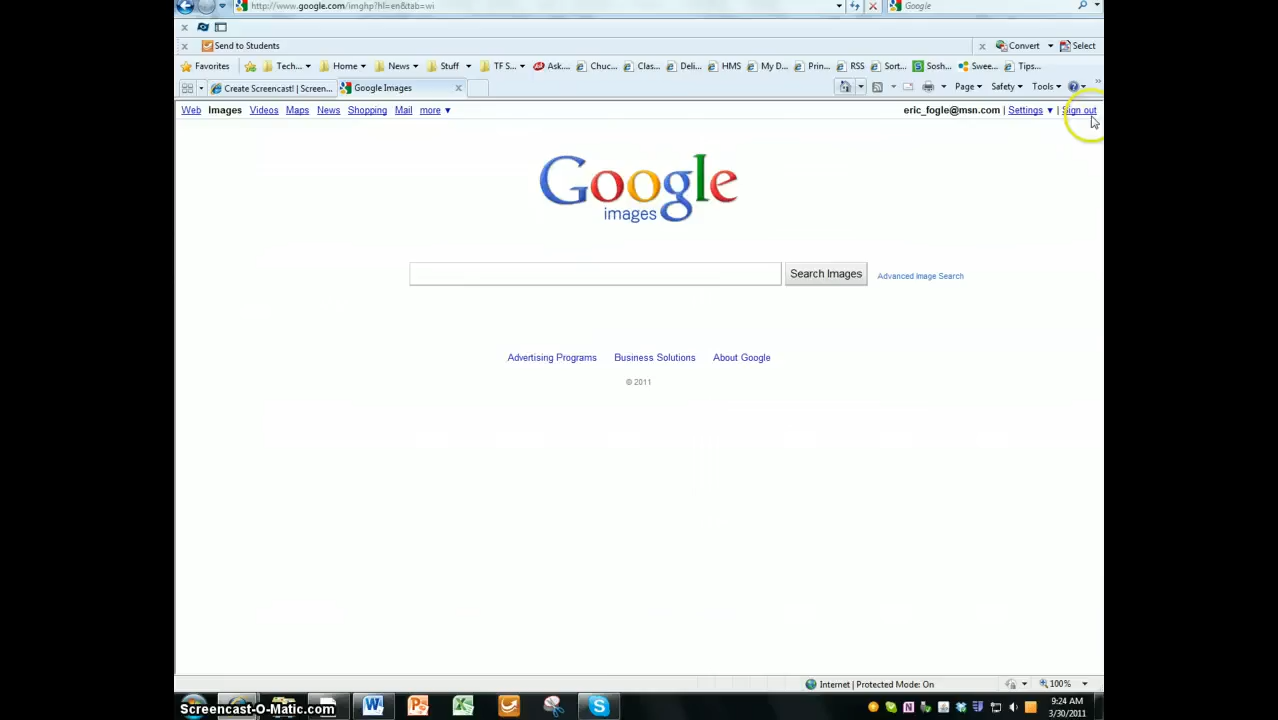 http://www.google.com/imghp?hl=en&tab=wi Google
Send to Students Convert Select
Favorites Tech... Home News Stuff TF S... Ask.... Chuc... Clas... Deli... HMS My D... Prin... RSS Sort... Sosh... Swee... Tips...
Create Screencast! | Screen... Google Images Page Safety Tools
Web Images Videos Maps News Shopping Mail more ▼ eric_fogle@msn.com | Settings ▼ | Sign out
Google
images
Search Images Advanced Image Search
Advertising Programs Business Solutions About Google
© 2011
Internet | Protected Mode: On 100%
9:24 AM
Screencast-O-Matic.com 3/30/2011